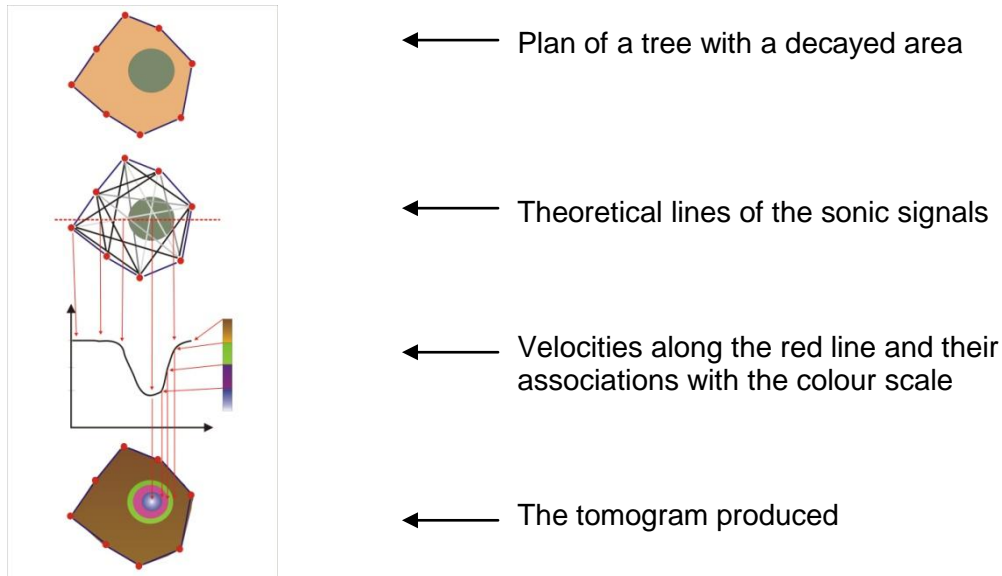 Plan of a tree with a decayed area
Theoretical lines of the sonic signals
Velocities along the red line and their
associations with the colour scale
The tomogram produced